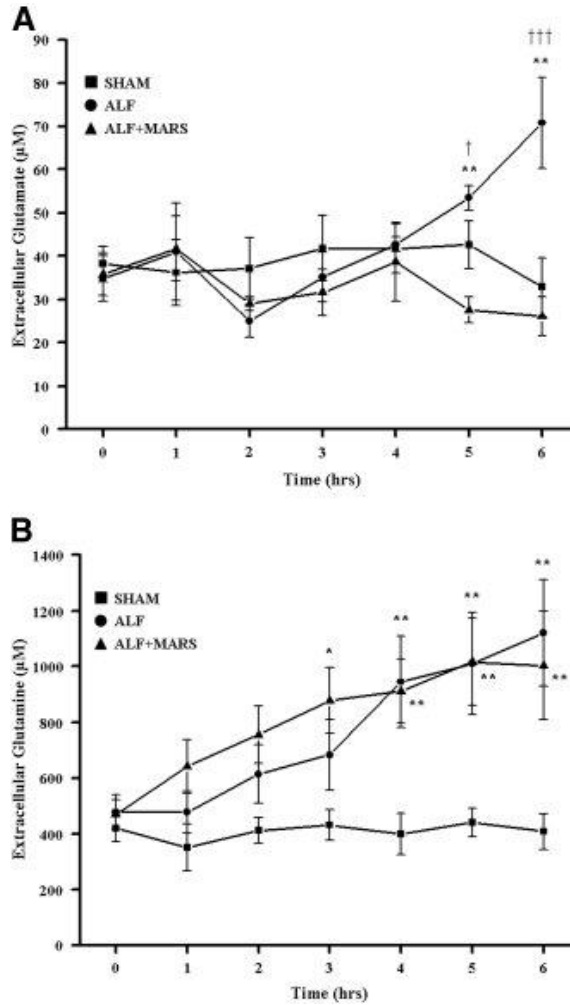 A
90
80
70
60
50
40
30
20
10
0
Extracellular Glutamate (µM)
SHAM
ALF
ALF+MARS
†
**
†††
**
0 1 2 3 4 5 6
Time (hrs)
B
1400
1200
1000
800
600
400
200
0
Extracellular Glutamine (µM)
SHAM
ALF
ALF+MARS
*
**
**
**
**
**
**
0 1 2 3 4 5 6
Time (hrs)